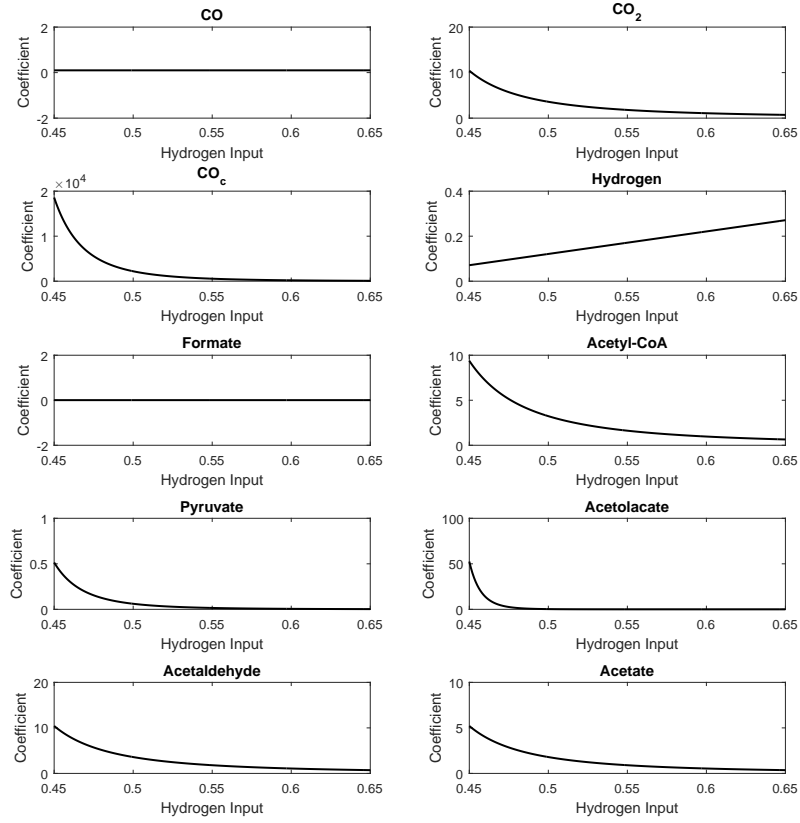 CO
2
0
-2
Coefficient
0.45 0.5 0.55 0.6 0.65
Hydrogen Input
CO2
20
10
0
Coefficient
0.45 0.5 0.55 0.6 0.65
Hydrogen Input
COc
×10^4
2
1
0
Coefficient
0.45 0.5 0.55 0.6 0.65
Hydrogen Input
Hydrogen
0.4
0.2
0
Coefficient
0.45 0.5 0.55 0.6 0.65
Hydrogen Input
Formate
2
0
-2
Coefficient
0.45 0.5 0.55 0.6 0.65
Hydrogen Input
Acetyl-CoA
10
5
0
Coefficient
0.45 0.5 0.55 0.6 0.65
Hydrogen Input
Pyruvate
1
0.5
0
Coefficient
0.45 0.5 0.55 0.6 0.65
Hydrogen Input
Acetolacate
100
50
0
Coefficient
0.45 0.5 0.55 0.6 0.65
Hydrogen Input
Acetaldehyde
20
10
0
Coefficient
0.45 0.5 0.55 0.6 0.65
Hydrogen Input
Acetate
10
5
0
Coefficient
0.45 0.5 0.55 0.6 0.65
Hydrogen Input